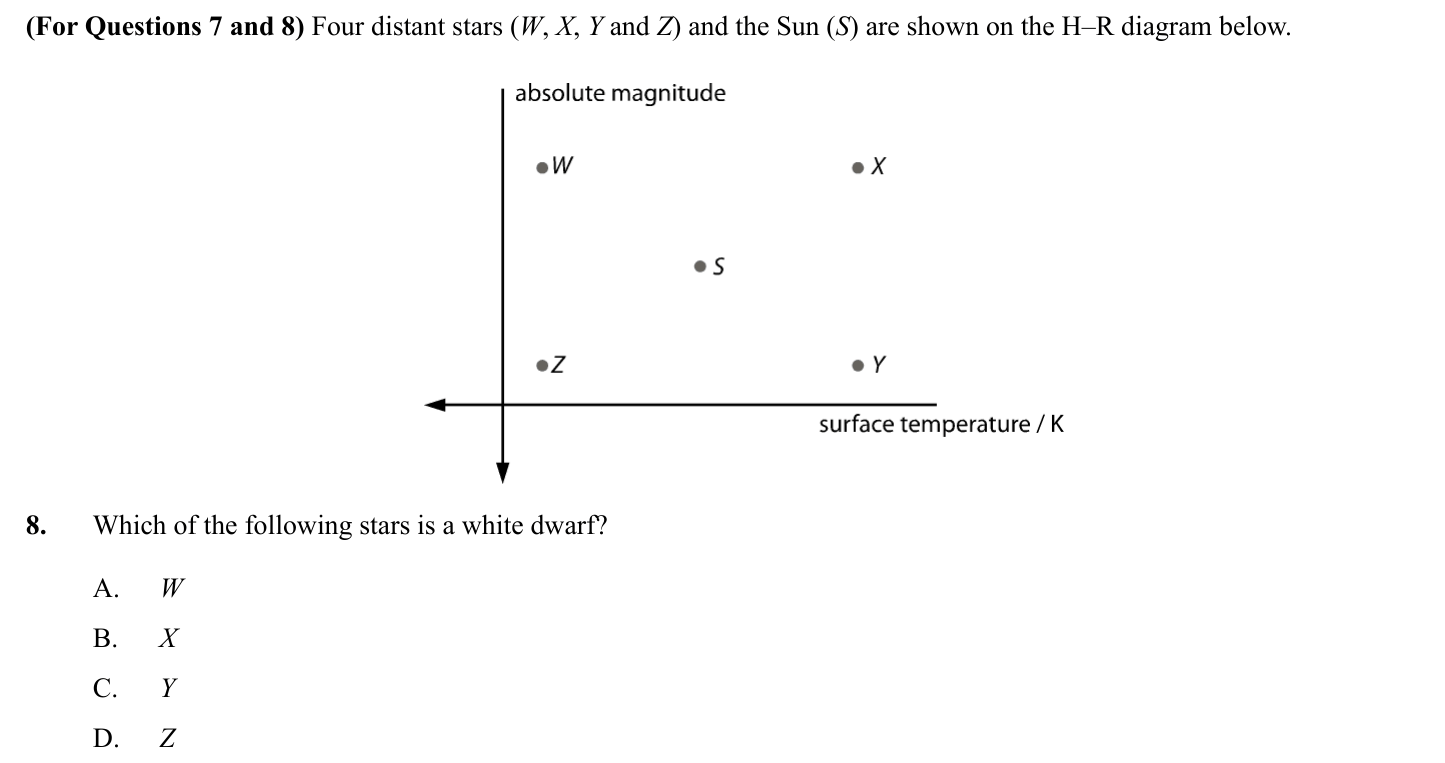 (For Questions 7 and 8) Four distant stars (W, X, Y and Z) and the Sun (S) are shown on the H–R diagram below.
absolute magnitude
W
X
S
Z
Y
surface temperature / K
8. Which of the following stars is a white dwarf?
A. W
B. X
C. Y
D. Z